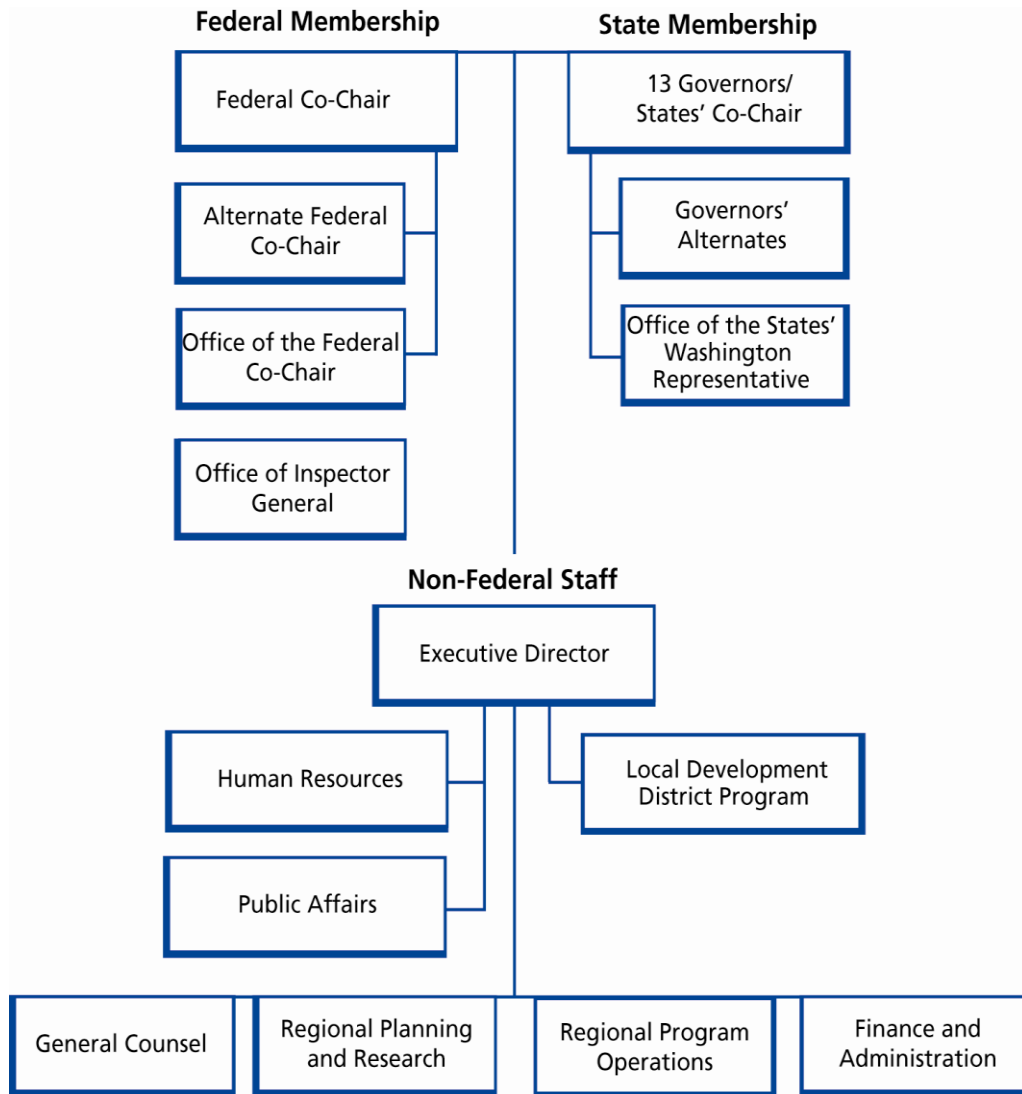 Federal Membership
State Membership
Federal Co-Chair
13 Governors/
States’ Co-Chair
Alternate Federal
Co-Chair
Governors’
Alternates
Office of the Federal
Co-Chair
Office of the States’
Washington
Representative
Office of Inspector
General
Non-Federal Staff
Executive Director
Human Resources
Local Development
District Program
Public Affairs
General Counsel
Regional Planning
and Research
Regional Program
Operations
Finance and
Administration